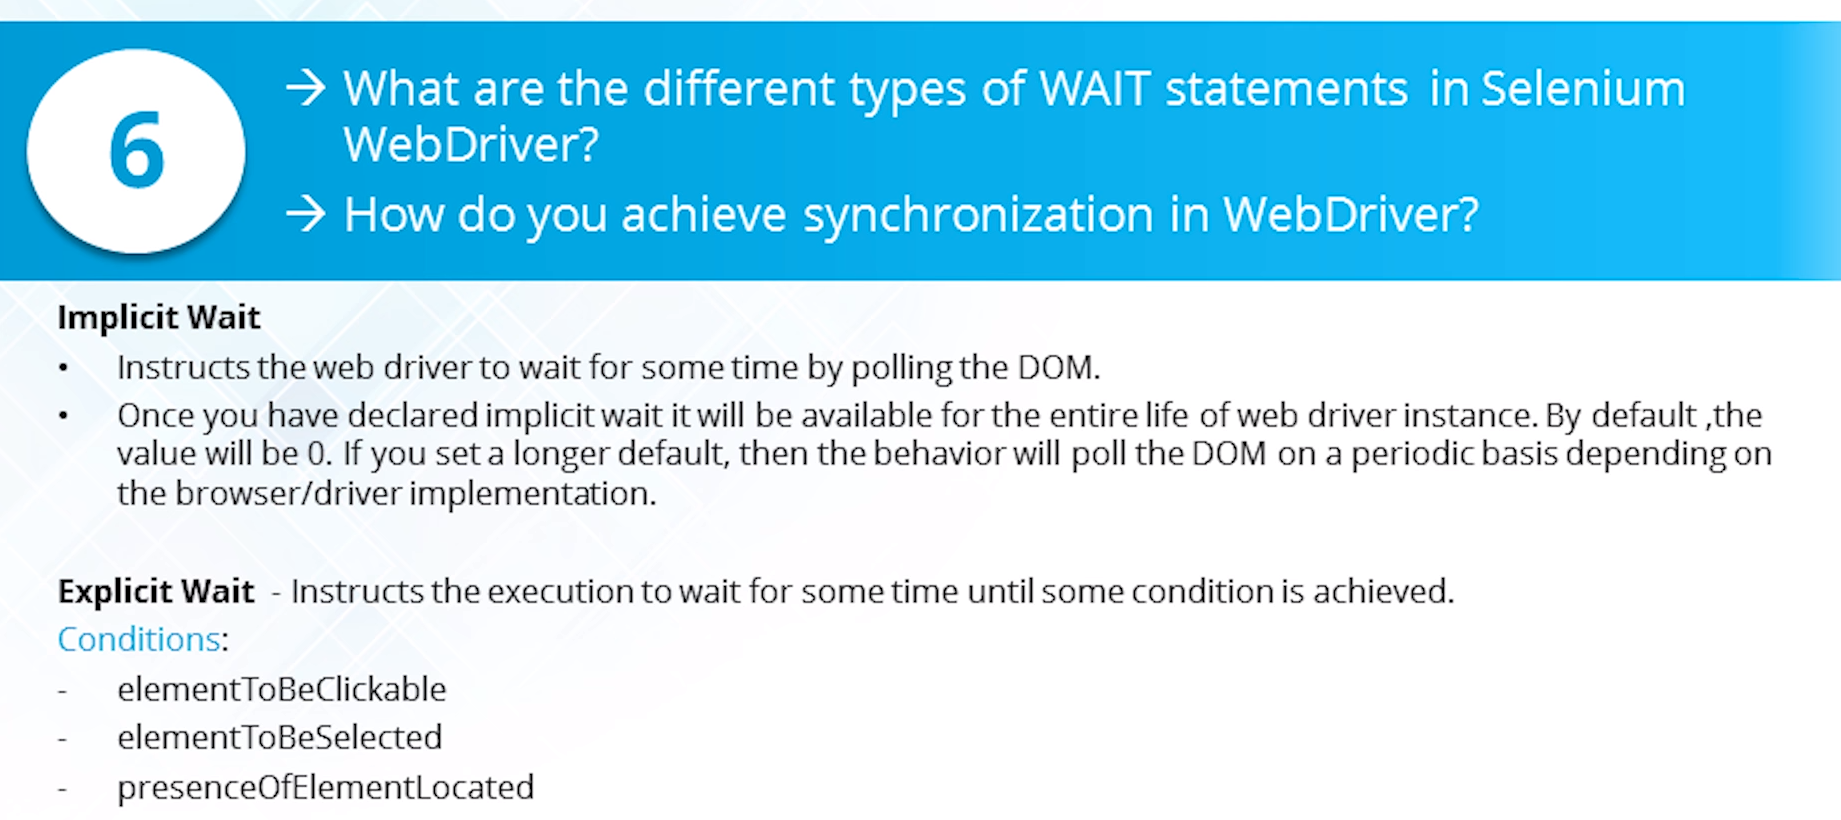 6
→ What are the different types of WAIT statements in Selenium
WebDriver?
→ How do you achieve synchronization in WebDriver?
Implicit Wait
• Instructs the web driver to wait for some time by polling the DOM.
• Once you have declared implicit wait it will be available for the entire life of web driver instance. By default ,the
value will be 0. If you set a longer default, then the behavior will poll the DOM on a periodic basis depending on
the browser/driver implementation.
Explicit Wait - Instructs the execution to wait for some time until some condition is achieved.
Conditions:
- elementToBeClickable
- elementToBeSelected
- presenceOfElementLocated